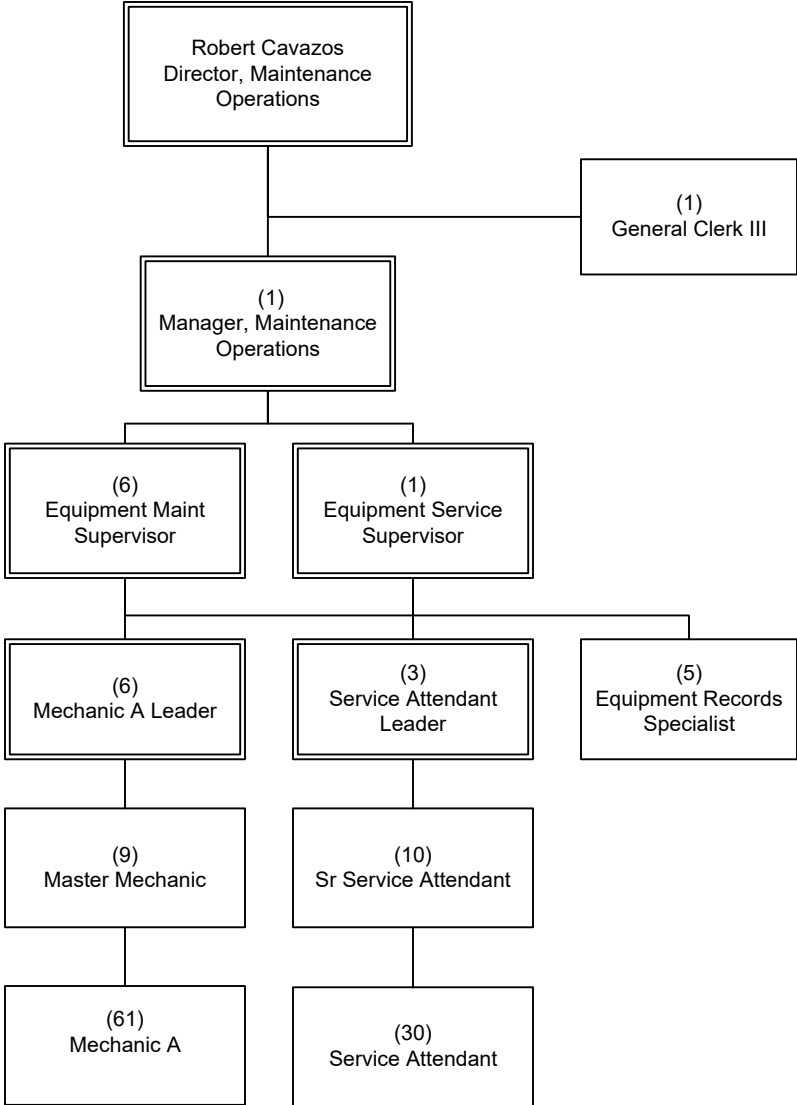 Robert Cavazos
Director, Maintenance
Operations
(1)
General Clerk III
(1)
Manager, Maintenance
Operations
(6)
Equipment Maint
Supervisor
(1)
Equipment Service
Supervisor
(6)
Mechanic A Leader
(3)
Service Attendant
Leader
(5)
Equipment Records
Specialist
(9)
Master Mechanic
(10)
Sr Service Attendant
(61)
Mechanic A
(30)
Service Attendant